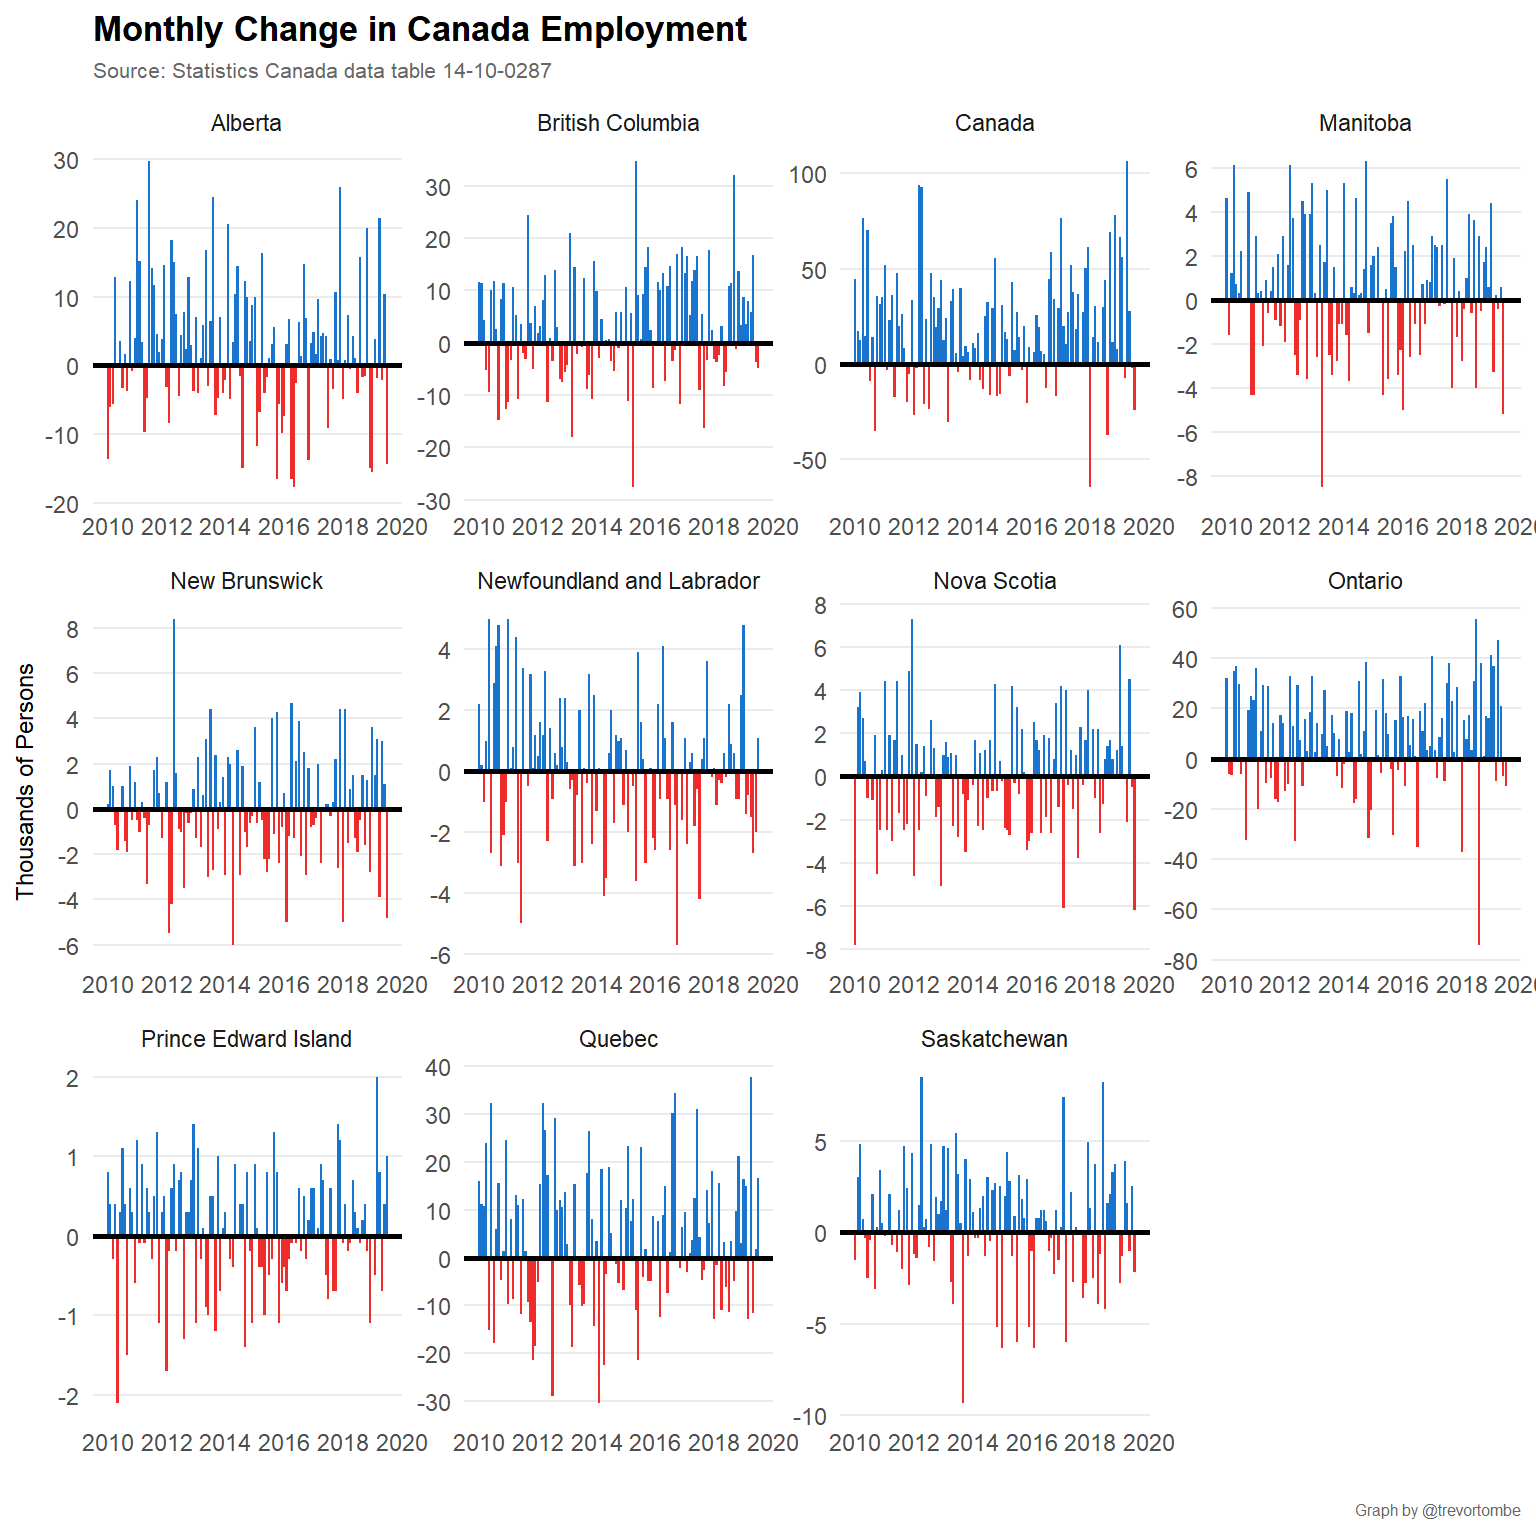 Monthly Change in Canada Employment
Source: Statistics Canada data table 14-10-0287
Alberta
30
20
10
0
-10
-20
2010 2012 2014 2016 2018 2020
British Columbia
30
20
10
0
-10
-20
-30
2010 2012 2014 2016 2018 2020
Canada
100
50
0
-50
2010 2012 2014 2016 2018 2020
Manitoba
6
4
2
0
-2
-4
-6
-8
2010 2012 2014 2016 2018 2020
Thousands of Persons
New Brunswick
8
6
4
2
0
-2
-4
-6
2010 2012 2014 2016 2018 2020
Newfoundland and Labrador
4
2
0
-2
-4
-6
2010 2012 2014 2016 2018 2020
Nova Scotia
8
6
4
2
0
-2
-4
-6
-8
2010 2012 2014 2016 2018 2020
Ontario
60
40
20
0
-20
-40
-60
-80
2010 2012 2014 2016 2018 2020
Prince Edward Island
2
1
0
-1
-2
2010 2012 2014 2016 2018 2020
Quebec
40
30
20
10
0
-10
-20
-30
2010 2012 2014 2016 2018 2020
Saskatchewan
5
0
-5
-10
2010 2012 2014 2016 2018 2020
Graph by @trevortombe